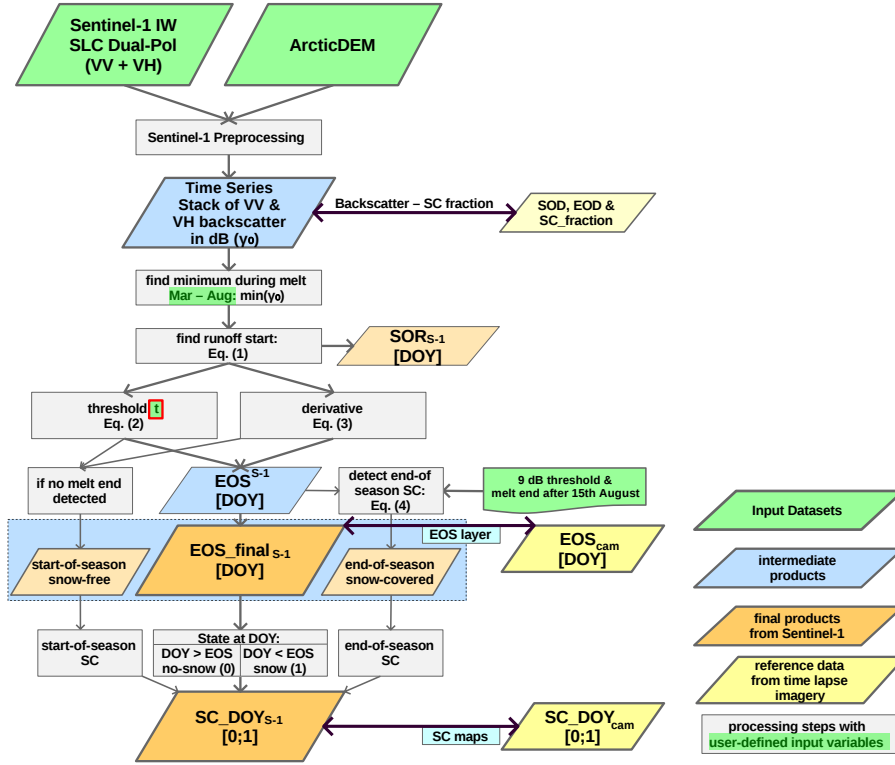 Sentinel-1 IW
SLC Dual-Pol
(VV + VH)
ArcticDEM
Sentinel-1 Preprocessing
Time Series
Stack of VV &
VH backscatter
in dB (γ₀)
Backscatter – SC fraction
SOD, EOD &
SC_fraction
find minimum during melt
Mar – Aug: min(γ₀)
find runoff start:
Eq. (1)
SORS-1
[DOY]
threshold t
Eq. (2)
derivative
Eq. (3)
if no melt end
detected
EOS S-1
[DOY]
detect end-of
season SC:
Eq. (4)
9 dB threshold &
melt end after 15th August
EOS_final S-1
[DOY]
EOS layer
EOScam
[DOY]
start-of-season
snow-free
end-of-season
snow-covered
start-of-season
SC
State at DOY:
DOY > EOS
no-snow (0)
DOY < EOS
snow (1)
end-of-season
SC
SC_DOYS-1
[0;1]
SC maps
SC_DOYcam
[0;1]
Input Datasets
intermediate
products
final products
from Sentinel-1
reference data
from time lapse
imagery
processing steps with
user-defined input variables